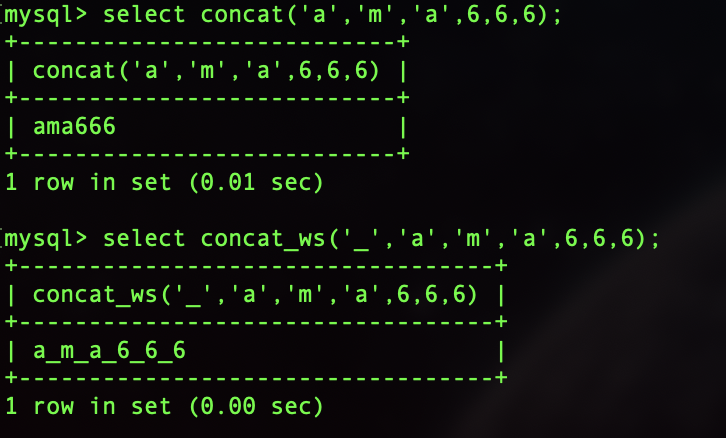 mysql> select concat('a','m','a',6,6,6);
+---------------------------+
| concat('a','m','a',6,6,6) |
+---------------------------+
| ama666                    |
+---------------------------+
1 row in set (0.01 sec)
mysql> select concat_ws('_','a','m','a',6,6,6);
+----------------------------------+
| concat_ws('_','a','m','a',6,6,6) |
+----------------------------------+
| a_m_a_6_6_6                      |
+----------------------------------+
1 row in set (0.00 sec)